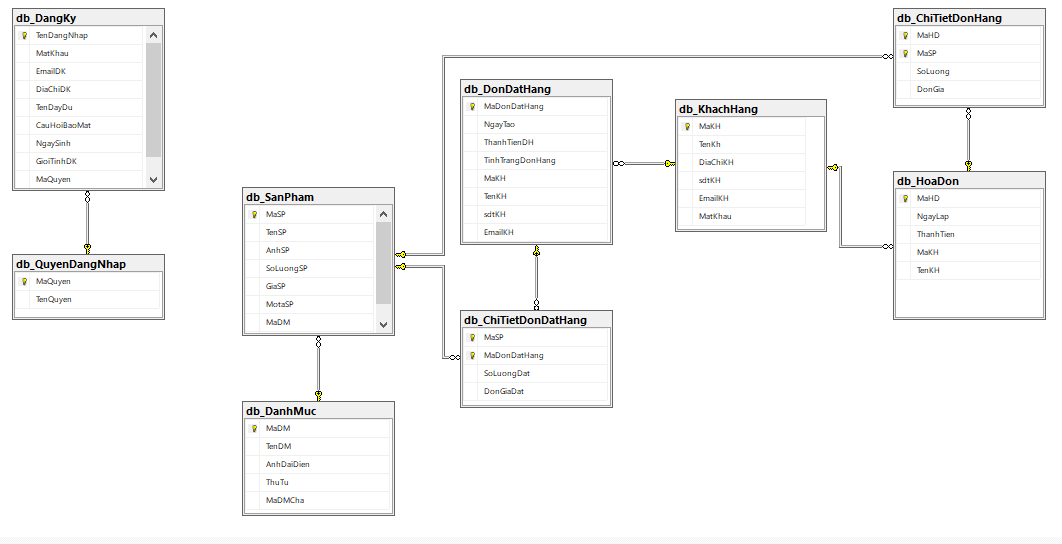 db_DangKy
TenDangNhap
MatKhau
EmailDK
DiaChiDK
TenDayDu
CauHoiBaoMat
NgaySinh
GioiTinhDK
MaQuyen
db_QuyenDangNhap
MaQuyen
TenQuyen
db_SanPham
MaSP
TenSP
AnhSP
SoLuongSP
GiaSP
MotaSP
MaDM
db_DanhMuc
MaDM
TenDM
AnhDaiDien
ThuTu
MaDMCha
db_DonDatHang
MaDonDatHang
NgayTao
ThanhTienDH
TinhTrangDonHang
MaKH
TenKH
sdtKH
EmailKH
db_ChiTietDonDatHang
MaSP
MaDonDatHang
SoLuongDat
DonGiaDat
db_KhachHang
MaKH
TenKh
DiaChiKH
sdtKH
EmailKH
MatKhau
db_ChiTietDonHang
MaHD
MaSP
SoLuong
DonGia
db_HoaDon
MaHD
NgayLap
ThanhTien
MaKH
TenKH